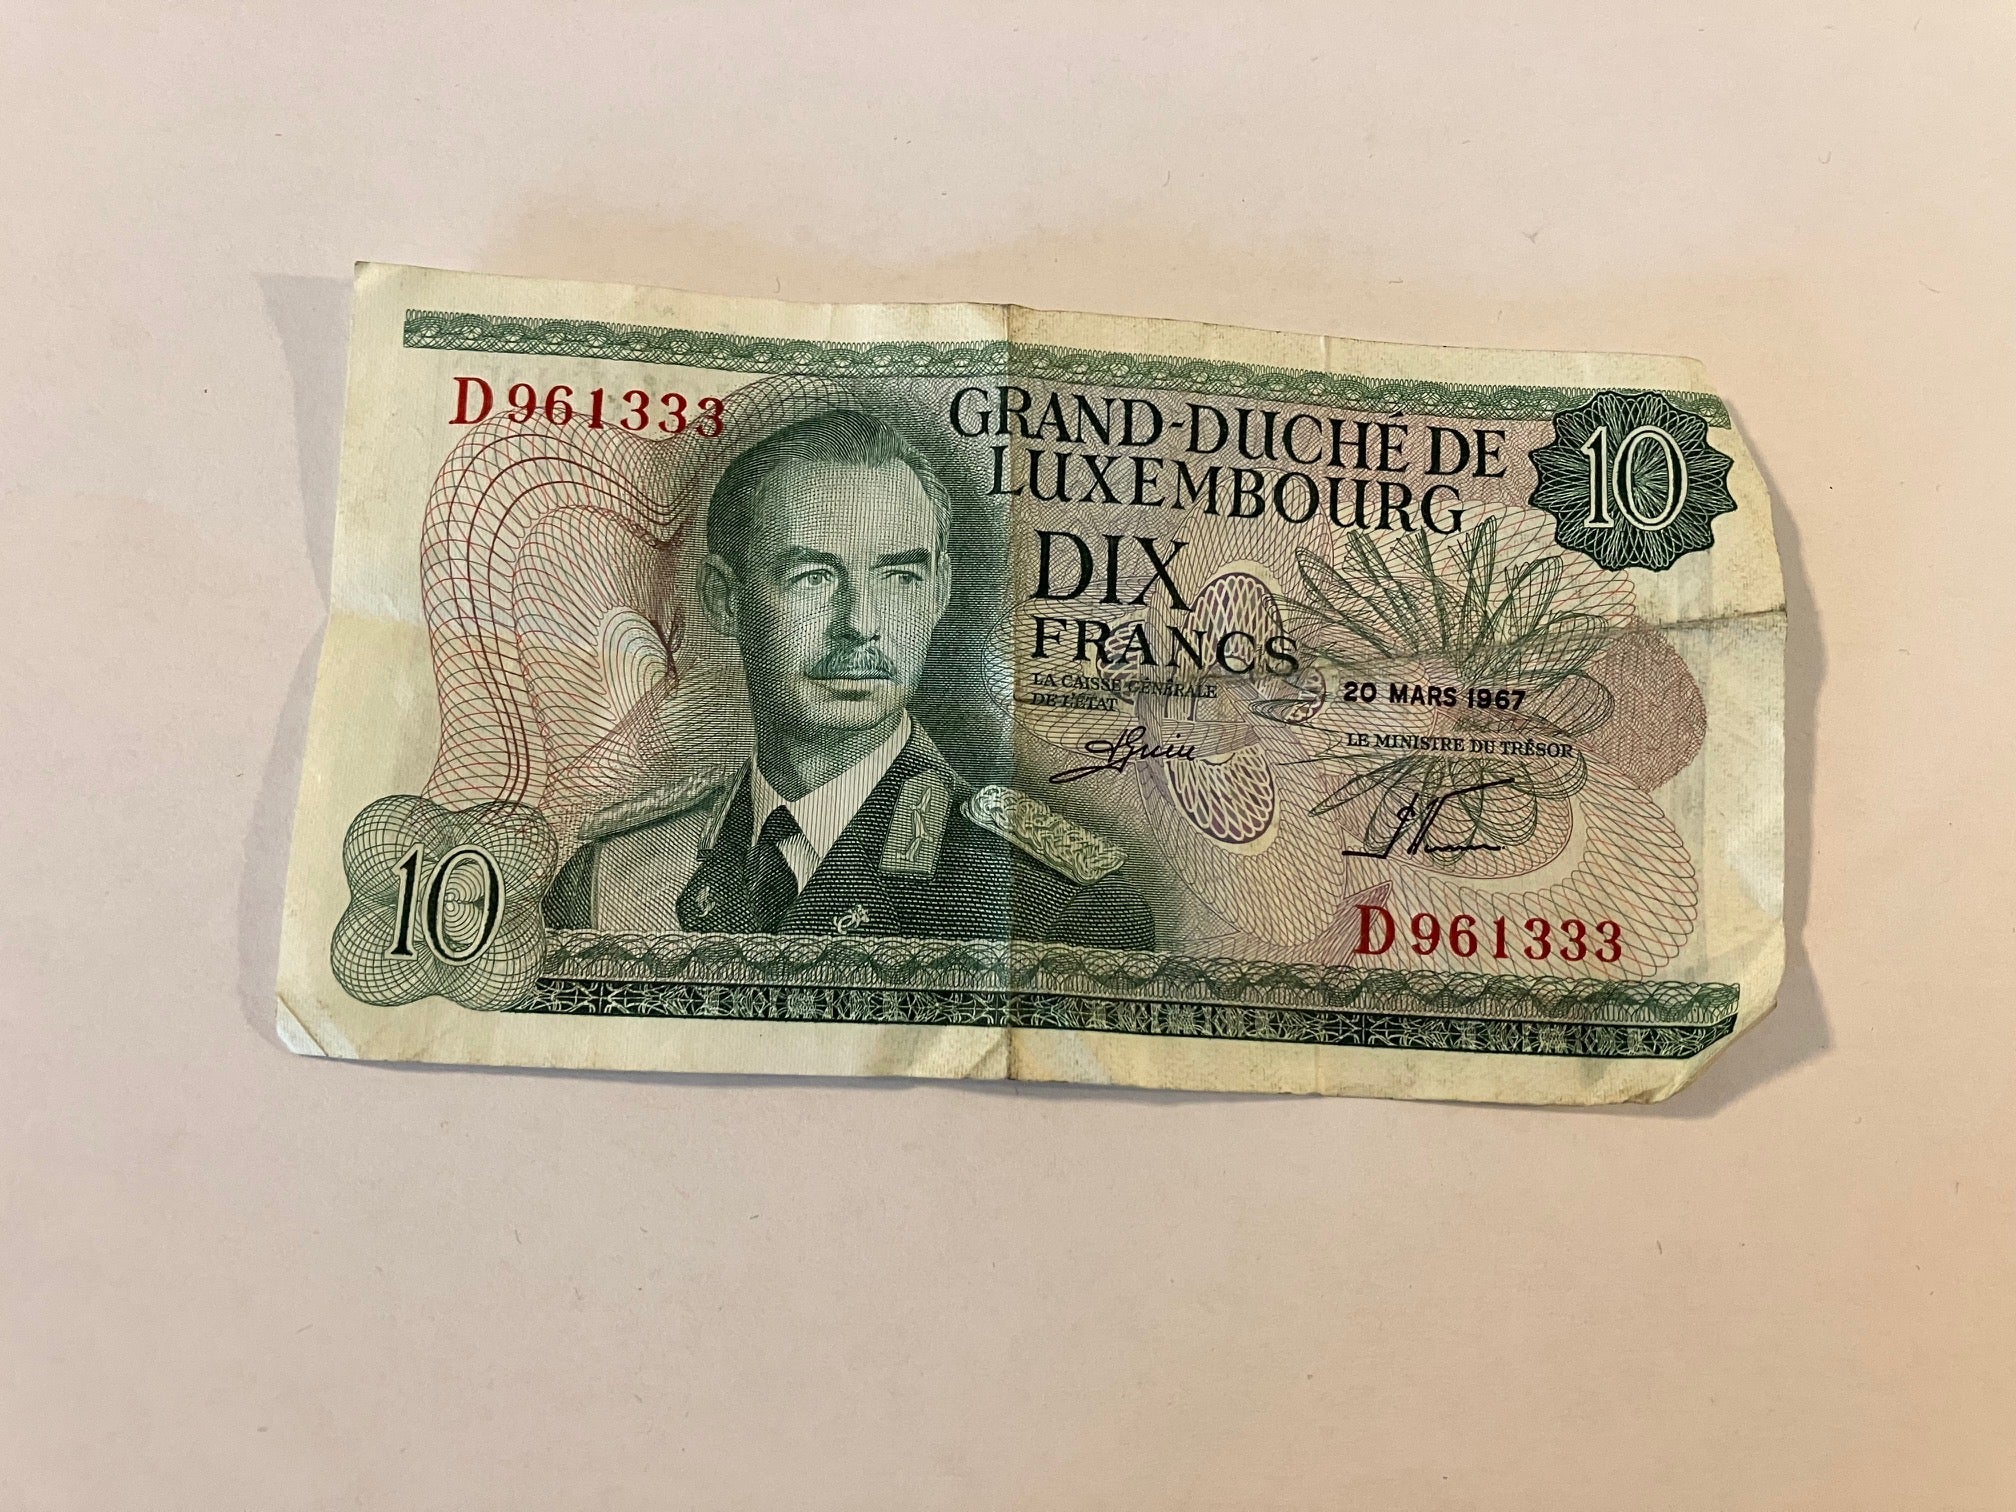 D961333
GRAND-DUCHÉ DE
LUXEMBOURG
10
DIX
FRANCS
LA CAISSE GÉNÉRALE
DE L'ÉTAT
20 MARS 1967
LE MINISTRE DU TRÉSOR
10
D961333